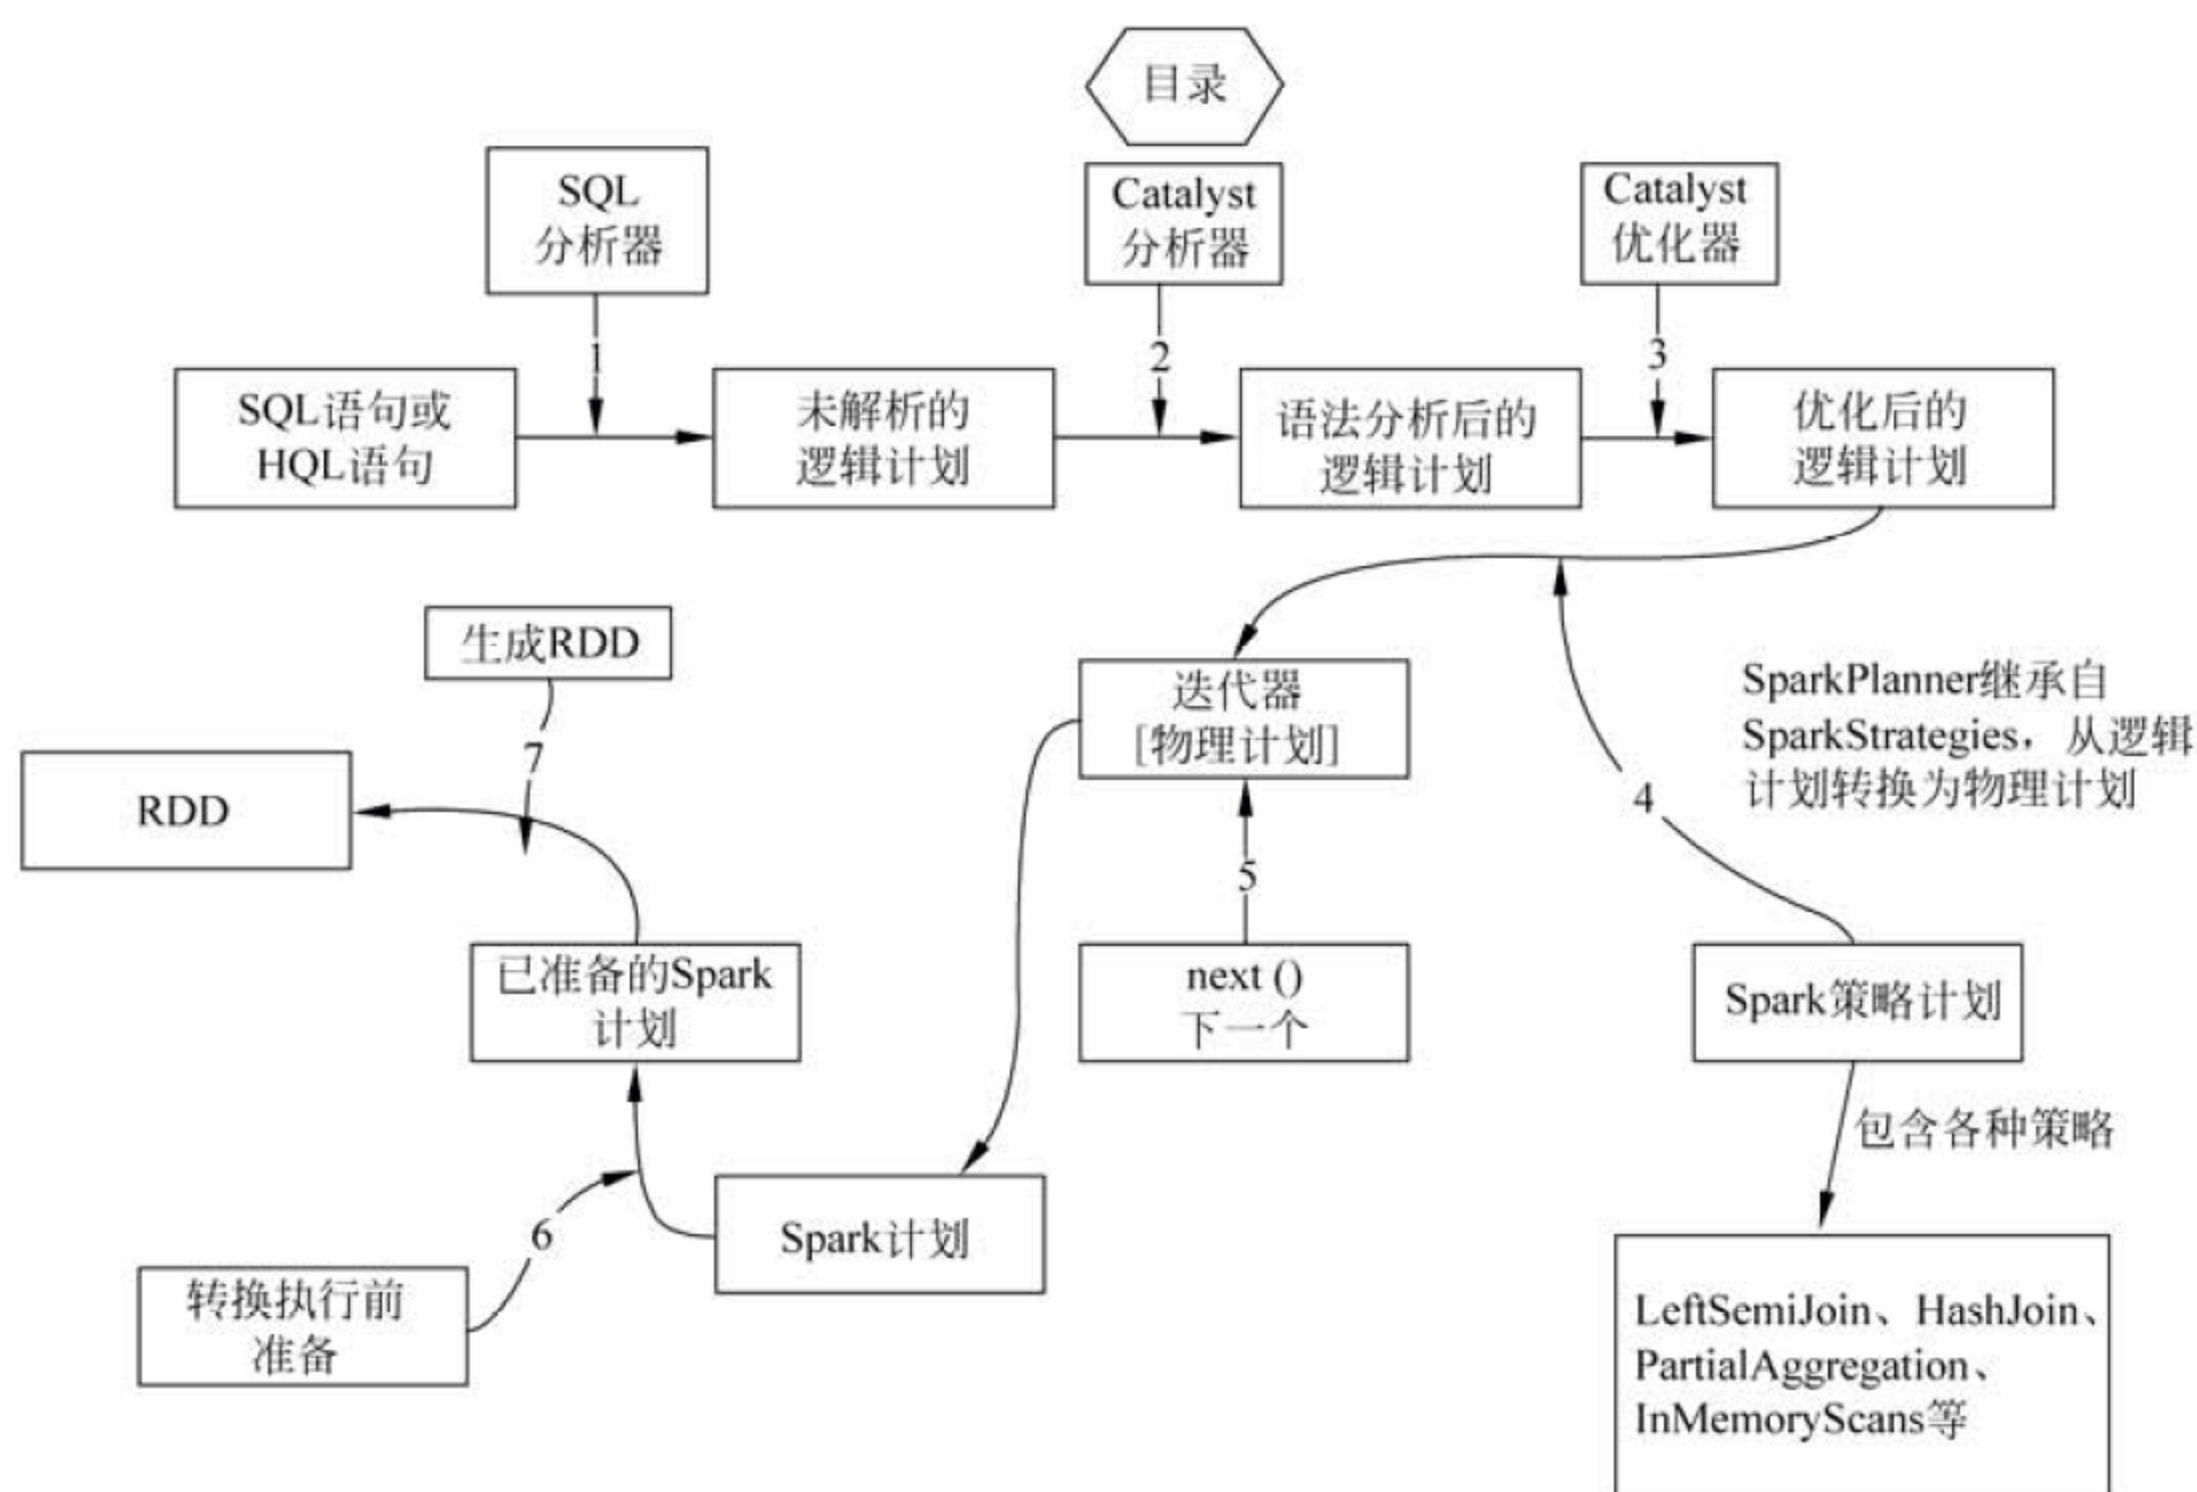 目录
SQL
分析器
Catalyst
分析器
Catalyst
优化器
1
2
3
SQL语句或
HQL语句
未解析的
逻辑计划
语法分析后的
逻辑计划
优化后的
逻辑计划
生成RDD
7
RDD
迭代器
[物理计划]
SparkPlanner继承自
SparkStrategies，从逻辑
计划转换为物理计划
4
5
已准备的Spark
计划
next ()
下一个
Spark策略计划
包含各种策略
6
Spark计划
转换执行前
准备
LeftSemiJoin、HashJoin、
PartialAggregation、
InMemoryScans等